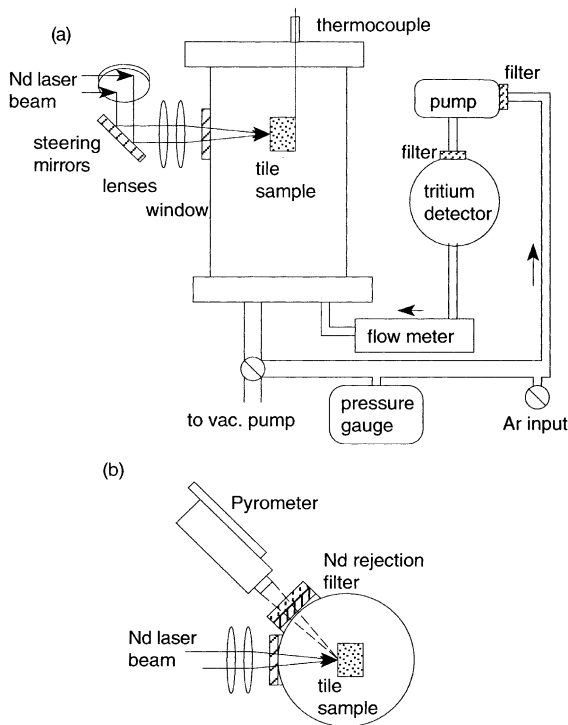 (a)
thermocouple
Nd laser
beam
steering
mirrors
lenses
window
tile
sample
filter
pump
filter
tritium
detector
flow meter
to vac. pump
pressure
gauge
Ar input
(b)
Pyrometer
Nd rejection
filter
Nd laser
beam
tile
sample